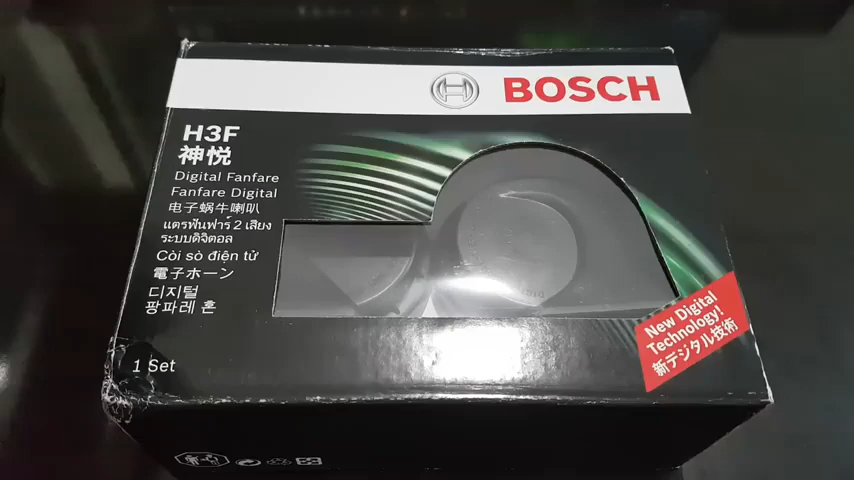 BOSCH
H3F
神悦
Digital Fanfare
Fanfare Digital
电子蜗牛喇叭
แตรฟันฟาร์ 2 เสียง
ระบบดิจิตอล
Còi sò điện tử
電子ホーン
디지털
팡파레 혼
1 Set
New Digital
Technology!
新デジタル技術